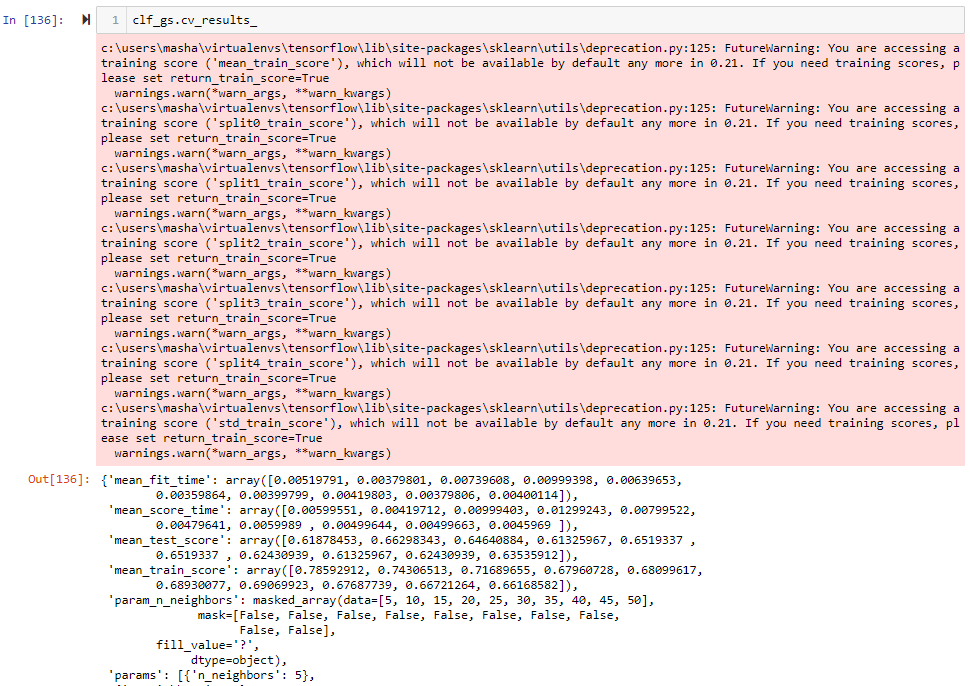 In [136]: 1 clf_gs.cv_results_
c:\users\masha\virtualenvs\tensorflow\lib\site-packages\sklearn\utils\deprecation.py:125: FutureWarning: You are accessing a
training score ('mean_train_score'), which will not be available by default any more in 0.21. If you need training scores, p
lease set return_train_score=True
  warnings.warn(*warn_args, **warn_kwargs)
c:\users\masha\virtualenvs\tensorflow\lib\site-packages\sklearn\utils\deprecation.py:125: FutureWarning: You are accessing a
training score ('split0_train_score'), which will not be available by default any more in 0.21. If you need training scores,
please set return_train_score=True
  warnings.warn(*warn_args, **warn_kwargs)
c:\users\masha\virtualenvs\tensorflow\lib\site-packages\sklearn\utils\deprecation.py:125: FutureWarning: You are accessing a
training score ('split1_train_score'), which will not be available by default any more in 0.21. If you need training scores,
please set return_train_score=True
  warnings.warn(*warn_args, **warn_kwargs)
c:\users\masha\virtualenvs\tensorflow\lib\site-packages\sklearn\utils\deprecation.py:125: FutureWarning: You are accessing a
training score ('split2_train_score'), which will not be available by default any more in 0.21. If you need training scores,
please set return_train_score=True
  warnings.warn(*warn_args, **warn_kwargs)
c:\users\masha\virtualenvs\tensorflow\lib\site-packages\sklearn\utils\deprecation.py:125: FutureWarning: You are accessing a
training score ('split3_train_score'), which will not be available by default any more in 0.21. If you need training scores,
please set return_train_score=True
  warnings.warn(*warn_args, **warn_kwargs)
c:\users\masha\virtualenvs\tensorflow\lib\site-packages\sklearn\utils\deprecation.py:125: FutureWarning: You are accessing a
training score ('split4_train_score'), which will not be available by default any more in 0.21. If you need training scores,
please set return_train_score=True
  warnings.warn(*warn_args, **warn_kwargs)
c:\users\masha\virtualenvs\tensorflow\lib\site-packages\sklearn\utils\deprecation.py:125: FutureWarning: You are accessing a
training score ('std_train_score'), which will not be available by default any more in 0.21. If you need training scores, pl
ease set return_train_score=True
  warnings.warn(*warn_args, **warn_kwargs)
Out[136]: {'mean_fit_time': array([0.00519791, 0.00379801, 0.00739608, 0.00999398, 0.00639653,
        0.00359864, 0.00399799, 0.00419803, 0.00379806, 0.00400114]),
 'mean_score_time': array([0.00599551, 0.00419712, 0.00999403, 0.01299243, 0.00799522,
        0.00479641, 0.0059989 , 0.00499644, 0.00499663, 0.0045969 ]),
 'mean_test_score': array([0.61878453, 0.66298343, 0.64640884, 0.61325967, 0.6519337 ,
        0.6519337 , 0.62430939, 0.61325967, 0.62430939, 0.63535912]),
 'mean_train_score': array([0.78592912, 0.74306513, 0.71689655, 0.67960728, 0.68099617,
        0.68930077, 0.69069923, 0.67687739, 0.66721264, 0.66168582]),
 'param_n_neighbors': masked_array(data=[5, 10, 15, 20, 25, 30, 35, 40, 45, 50],
              mask=[False, False, False, False, False, False, False, False,
                    False, False],
        fill_value='?',
             dtype=object),
 'params': [{'n_neighbors': 5},